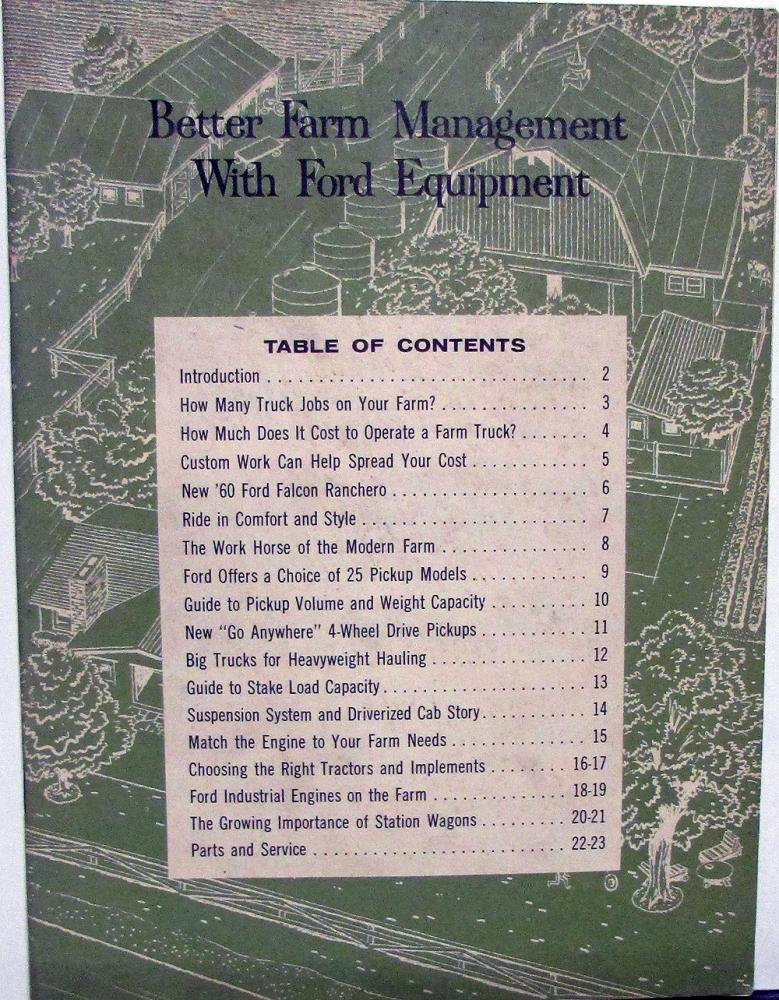 Better Farm Management
With Ford Equipment
TABLE OF CONTENTS
Introduction . . . . . . . . . . . . . . . . . . . . . . . . . . . . . . . . 2
How Many Truck Jobs on Your Farm? . . . . . . . . . . . . . . . 3
How Much Does It Cost to Operate a Farm Truck? . . . . . . . 4
Custom Work Can Help Spread Your Cost . . . . . . . . . . . . 5
New '60 Ford Falcon Ranchero . . . . . . . . . . . . . . . . . . . . 6
Ride in Comfort and Style . . . . . . . . . . . . . . . . . . . . . . . 7
The Work Horse of the Modern Farm . . . . . . . . . . . . . . . 8
Ford Offers a Choice of 25 Pickup Models . . . . . . . . . . . . 9
Guide to Pickup Volume and Weight Capacity . . . . . . . . . . 10
New "Go Anywhere" 4-Wheel Drive Pickups . . . . . . . . . . . 11
Big Trucks for Heavyweight Hauling . . . . . . . . . . . . . . . . 12
Guide to Stake Load Capacity . . . . . . . . . . . . . . . . . . . . 13
Suspension System and Driverized Cab Story . . . . . . . . . . 14
Match the Engine to Your Farm Needs . . . . . . . . . . . . . . 15
Choosing the Right Tractors and Implements . . . . . . . . 16-17
Ford Industrial Engines on the Farm . . . . . . . . . . . . . 18-19
The Growing Importance of Station Wagons . . . . . . . . . 20-21
Parts and Service . . . . . . . . . . . . . . . . . . . . . . . . . 22-23